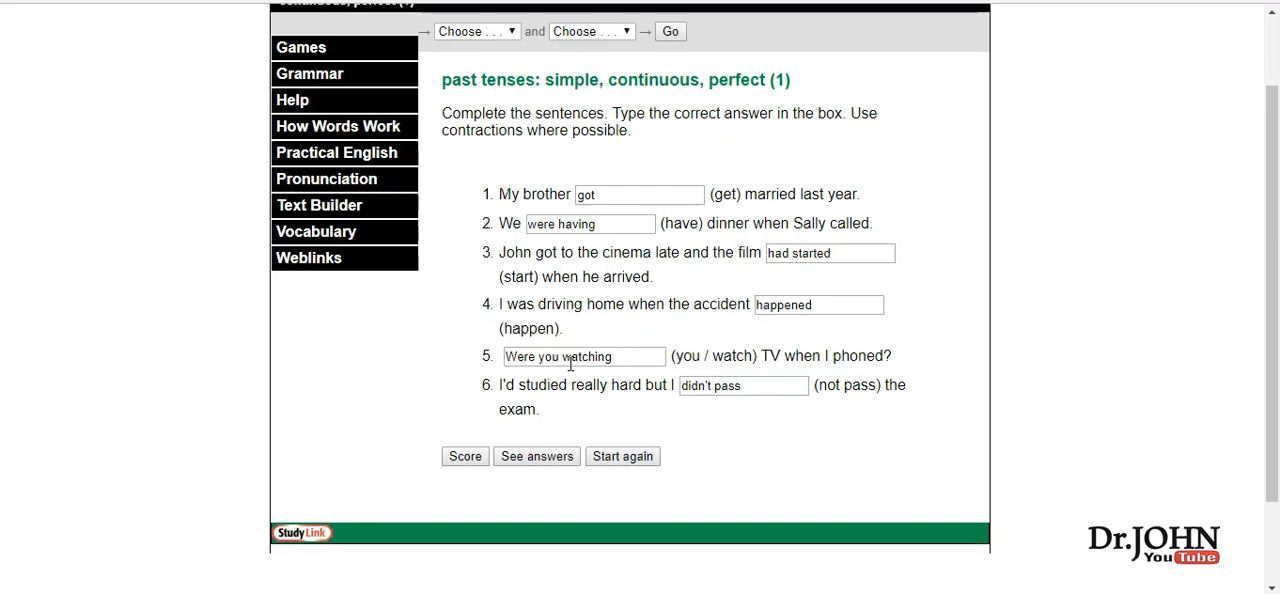 Choose . . . and Choose . . . Go
Games
Grammar
Help
How Words Work
Practical English
Pronunciation
Text Builder
Vocabulary
Weblinks
past tenses: simple, continuous, perfect (1)
Complete the sentences. Type the correct answer in the box. Use
contractions where possible.
1. My brother got (get) married last year.
2. We were having (have) dinner when Sally called.
3. John got to the cinema late and the film had started
(start) when he arrived.
4. I was driving home when the accident happened
(happen).
5. Were you watching (you / watch) TV when I phoned?
6. I'd studied really hard but I didn't pass (not pass) the
exam.
Score See answers Start again
StudyLink
Dr.JOHN
YouTube